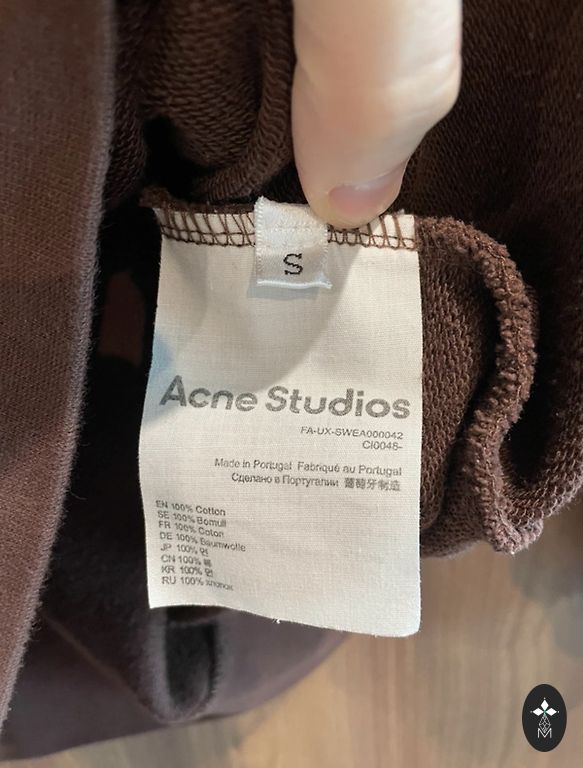 S
Acne Studios
FA-UX-SWEA000042
CI0048-
Made in Portugal Fabriqué au Portugal
Сделано в Португалии 葡萄牙制造
EN 100% Cotton
SE 100% Bomull
FR 100% Coton
DE 100% Baumwolle
JP 100%
CN 100% 棉
KR 100% 면
RU 100% хлопок
M